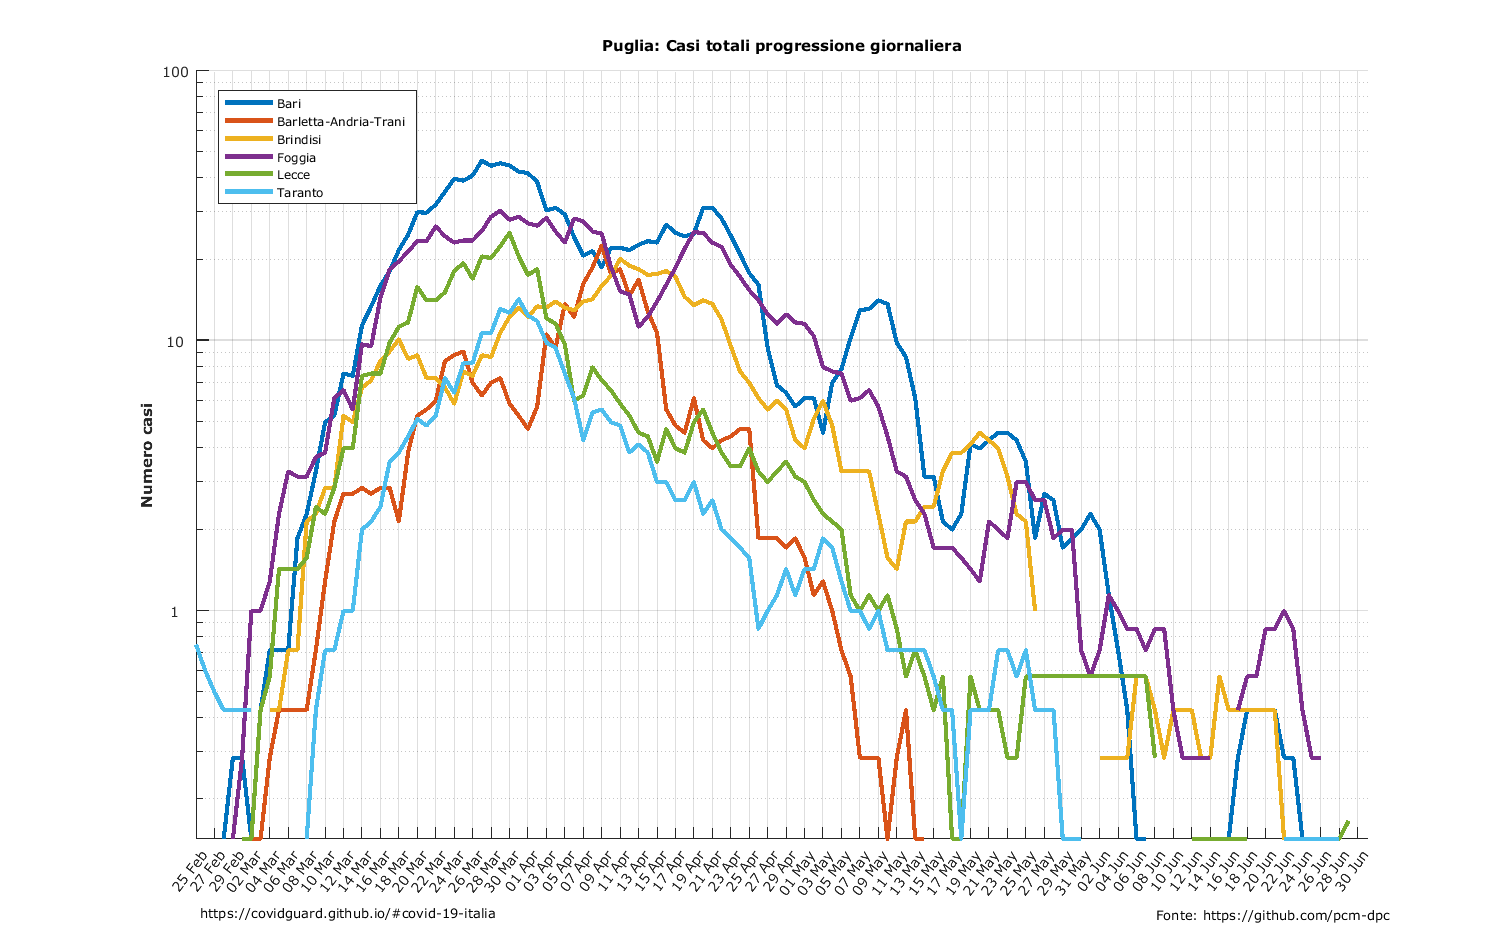 Puglia: Casi totali progressione giornaliera
100
10
1
Numero casi
Bari
Barletta-Andria-Trani
Brindisi
Foggia
Lecce
Taranto
25 Feb
27 Feb
29 Feb
02 Mar
04 Mar
06 Mar
08 Mar
10 Mar
12 Mar
14 Mar
16 Mar
18 Mar
20 Mar
22 Mar
24 Mar
26 Mar
28 Mar
30 Mar
01 Apr
03 Apr
05 Apr
07 Apr
09 Apr
11 Apr
13 Apr
15 Apr
17 Apr
19 Apr
21 Apr
23 Apr
25 Apr
27 Apr
29 Apr
01 May
03 May
05 May
07 May
09 May
11 May
13 May
15 May
17 May
19 May
21 May
23 May
25 May
27 May
29 May
31 May
02 Jun
04 Jun
06 Jun
08 Jun
10 Jun
12 Jun
14 Jun
16 Jun
18 Jun
20 Jun
22 Jun
24 Jun
26 Jun
28 Jun
30 Jun
https://covidguard.github.io/#covid-19-italia
Fonte: https://github.com/pcm-dpc